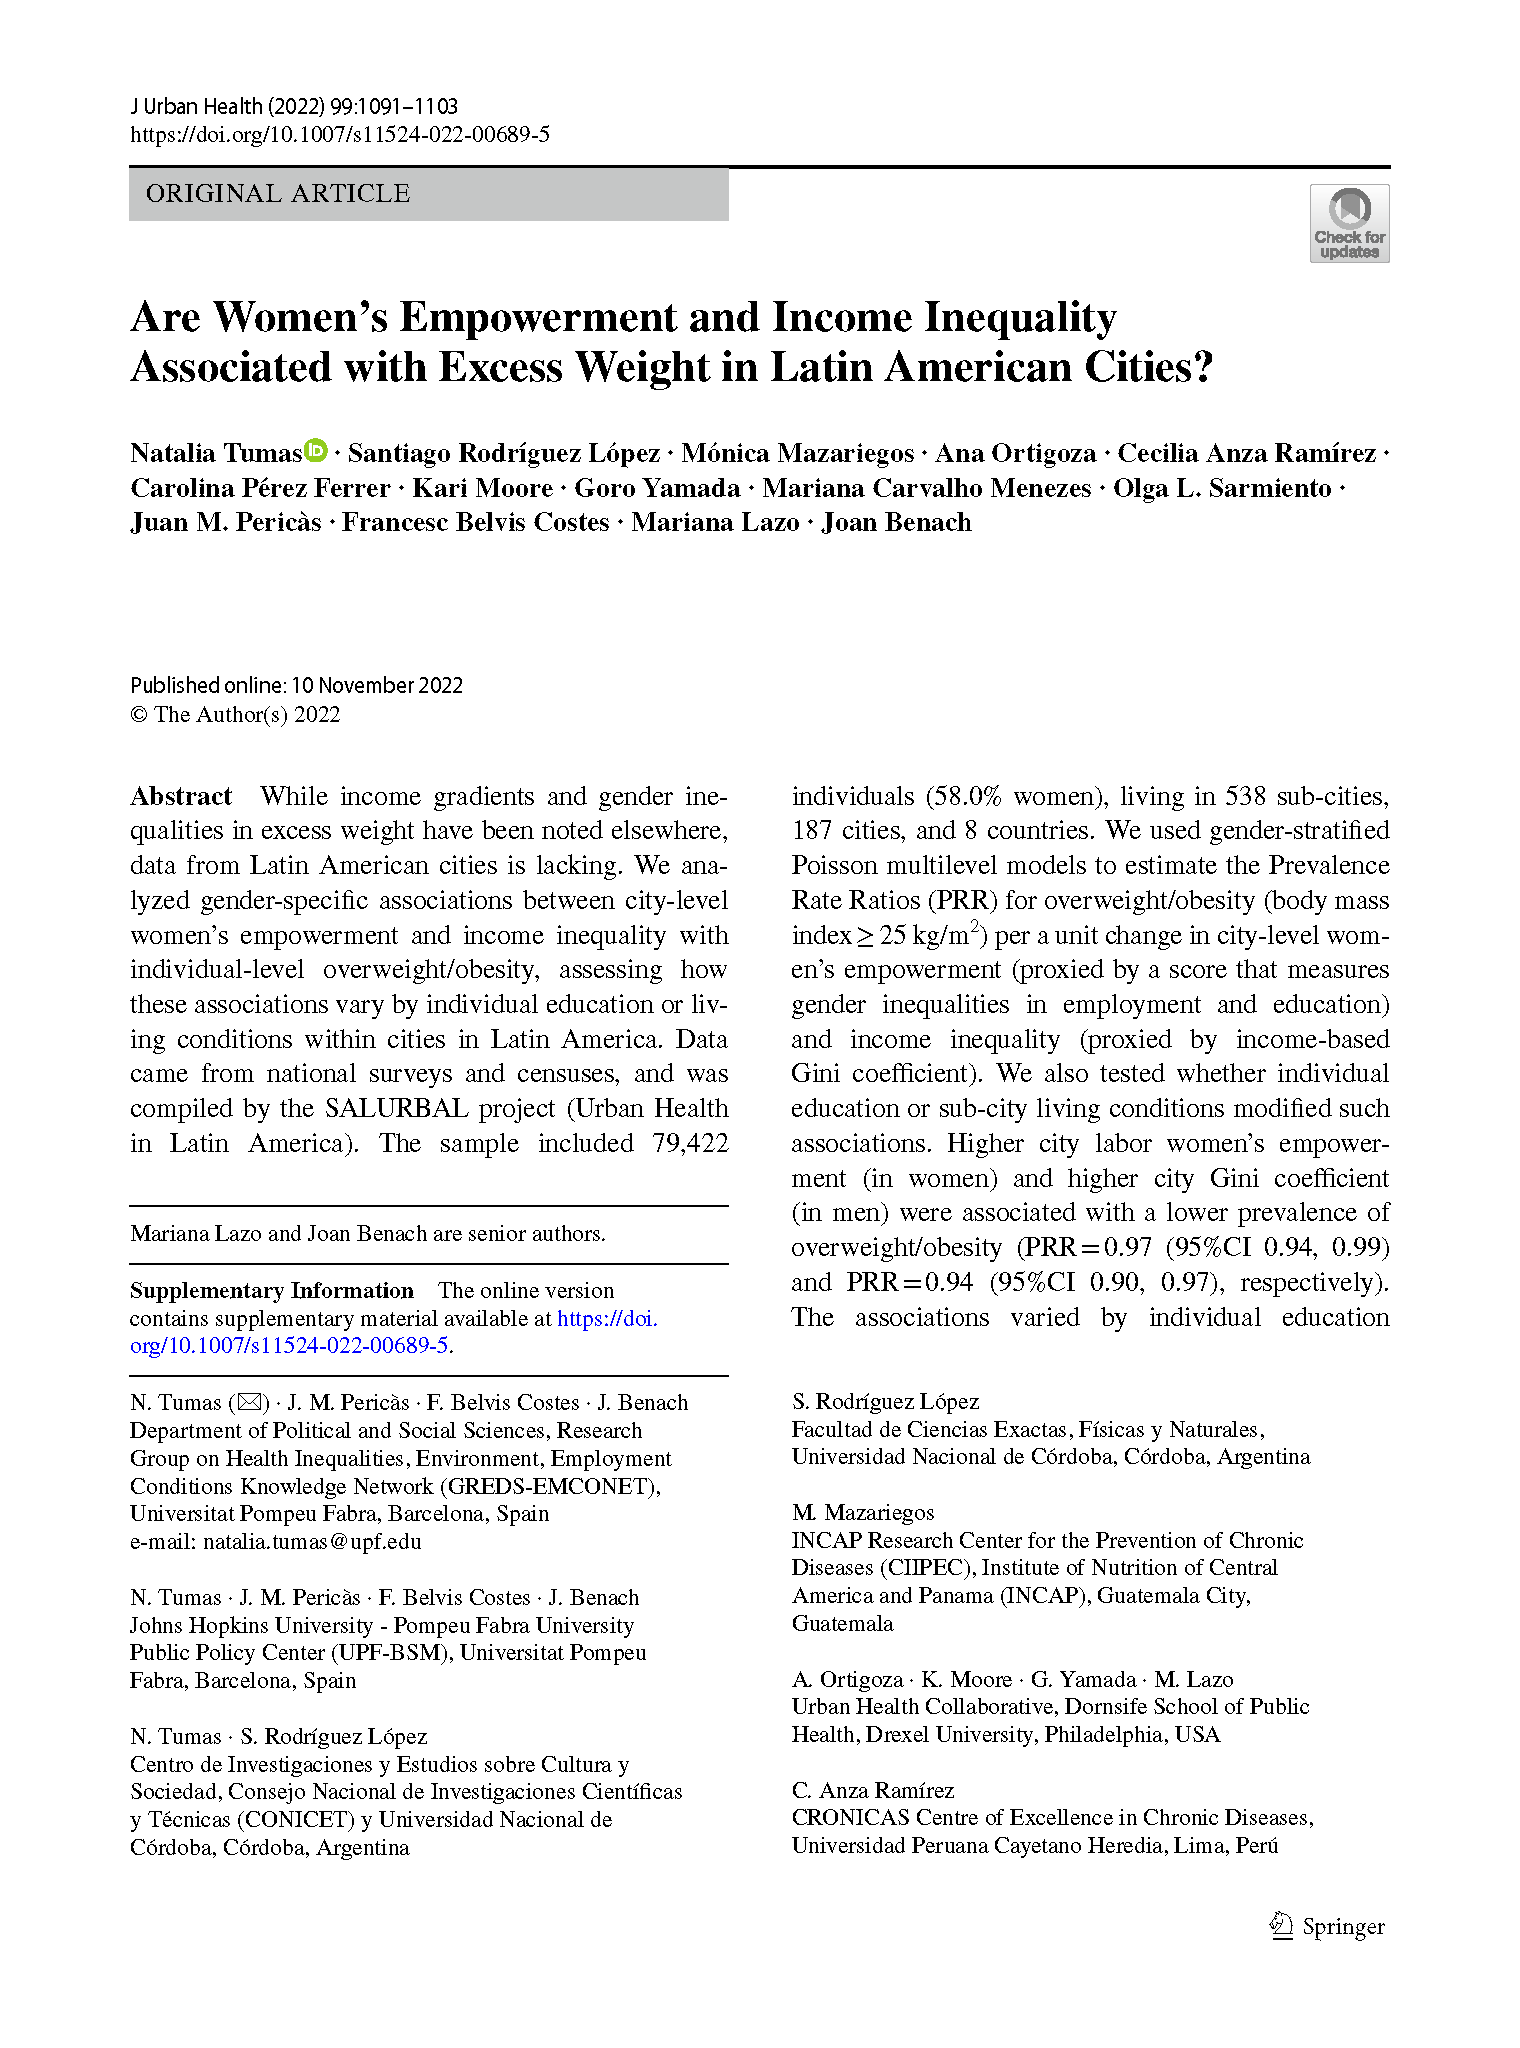 J Urban Health (2022) 99:1091–1103
https://doi.org/10.1007/s11524-022-00689-5
ORIGINAL ARTICLE
Check for
updates
Are Women's Empowerment and Income Inequality
Associated with Excess Weight in Latin American Cities?
Natalia Tumas iD · Santiago Rodríguez López · Mónica Mazariegos · Ana Ortigoza · Cecilia Anza Ramírez ·
Carolina Pérez Ferrer · Kari Moore · Goro Yamada · Mariana Carvalho Menezes · Olga L. Sarmiento ·
Juan M. Pericàs · Francesc Belvis Costes · Mariana Lazo · Joan Benach
Published online: 10 November 2022
© The Author(s) 2022
Abstract While income gradients and gender ine-
qualities in excess weight have been noted elsewhere,
data from Latin American cities is lacking. We ana-
lyzed gender-specific associations between city-level
women's empowerment and income inequality with
individual-level overweight/obesity, assessing how
these associations vary by individual education or liv-
ing conditions within cities in Latin America. Data
came from national surveys and censuses, and was
compiled by the SALURBAL project (Urban Health
in Latin America). The sample included 79,422
individuals (58.0% women), living in 538 sub-cities,
187 cities, and 8 countries. We used gender-stratified
Poisson multilevel models to estimate the Prevalence
Rate Ratios (PRR) for overweight/obesity (body mass
index ≥ 25 kg/m²) per a unit change in city-level wom-
en's empowerment (proxied by a score that measures
gender inequalities in employment and education)
and income inequality (proxied by income-based
Gini coefficient). We also tested whether individual
education or sub-city living conditions modified such
associations. Higher city labor women's empower-
ment (in women) and higher city Gini coefficient
(in men) were associated with a lower prevalence of
overweight/obesity (PRR = 0.97 (95%CI 0.94, 0.99)
and PRR = 0.94 (95%CI 0.90, 0.97), respectively).
The associations varied by individual education
Mariana Lazo and Joan Benach are senior authors.
Supplementary Information The online version
contains supplementary material available at https://doi.
org/10.1007/s11524-022-00689-5.
N. Tumas (✉) · J. M. Pericàs · F. Belvis Costes · J. Benach
Department of Political and Social Sciences, Research
Group on Health Inequalities, Environment, Employment
Conditions Knowledge Network (GREDS-EMCONET),
Universitat Pompeu Fabra, Barcelona, Spain
e-mail: natalia.tumas@upf.edu
N. Tumas · J. M. Pericàs · F. Belvis Costes · J. Benach
Johns Hopkins University - Pompeu Fabra University
Public Policy Center (UPF-BSM), Universitat Pompeu
Fabra, Barcelona, Spain
N. Tumas · S. Rodríguez López
Centro de Investigaciones y Estudios sobre Cultura y
Sociedad, Consejo Nacional de Investigaciones Científicas
y Técnicas (CONICET) y Universidad Nacional de
Córdoba, Córdoba, Argentina
S. Rodríguez López
Facultad de Ciencias Exactas, Físicas y Naturales,
Universidad Nacional de Córdoba, Córdoba, Argentina
M. Mazariegos
INCAP Research Center for the Prevention of Chronic
Diseases (CIIPEC), Institute of Nutrition of Central
America and Panama (INCAP), Guatemala City,
Guatemala
A. Ortigoza · K. Moore · G. Yamada · M. Lazo
Urban Health Collaborative, Dornsife School of Public
Health, Drexel University, Philadelphia, USA
C. Anza Ramírez
CRONICAS Centre of Excellence in Chronic Diseases,
Universidad Peruana Cayetano Heredia, Lima, Perú
Springer